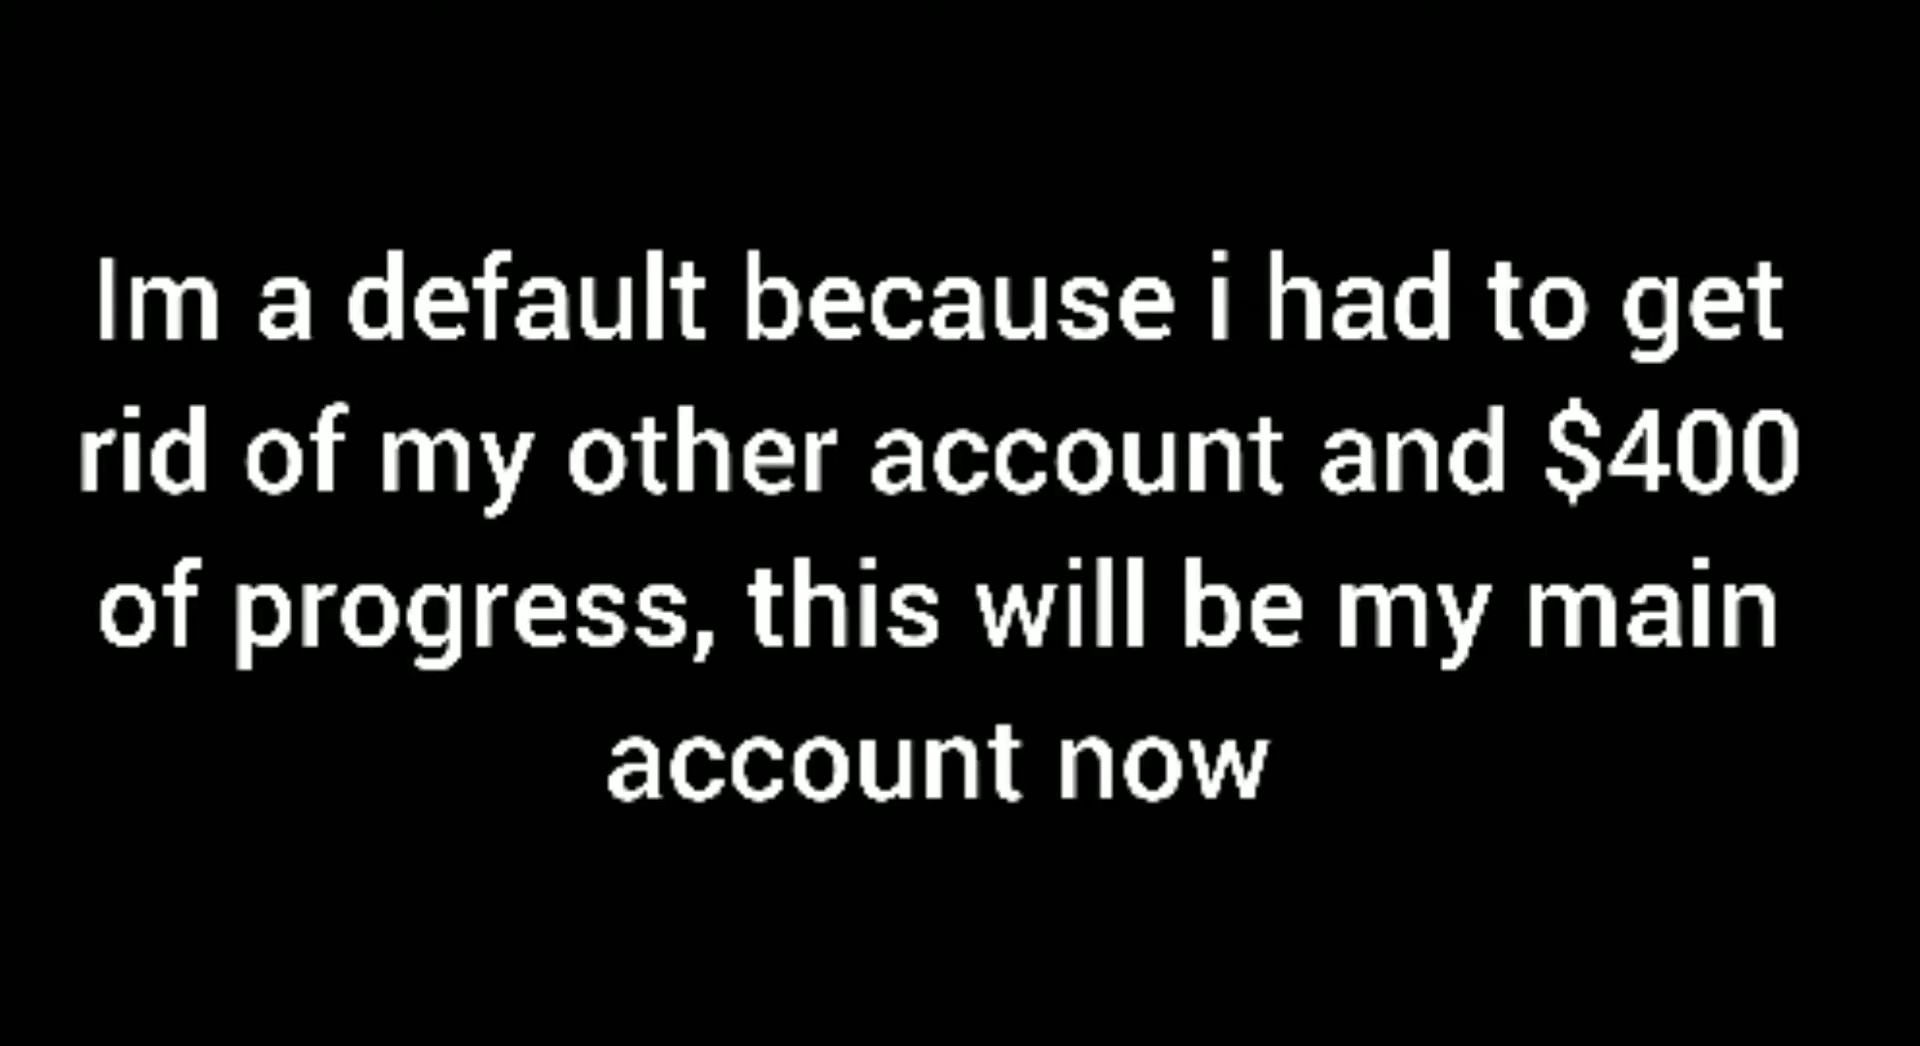 Im a default because i had to get
rid of my other account and $400
of progress, this will be my main
account now